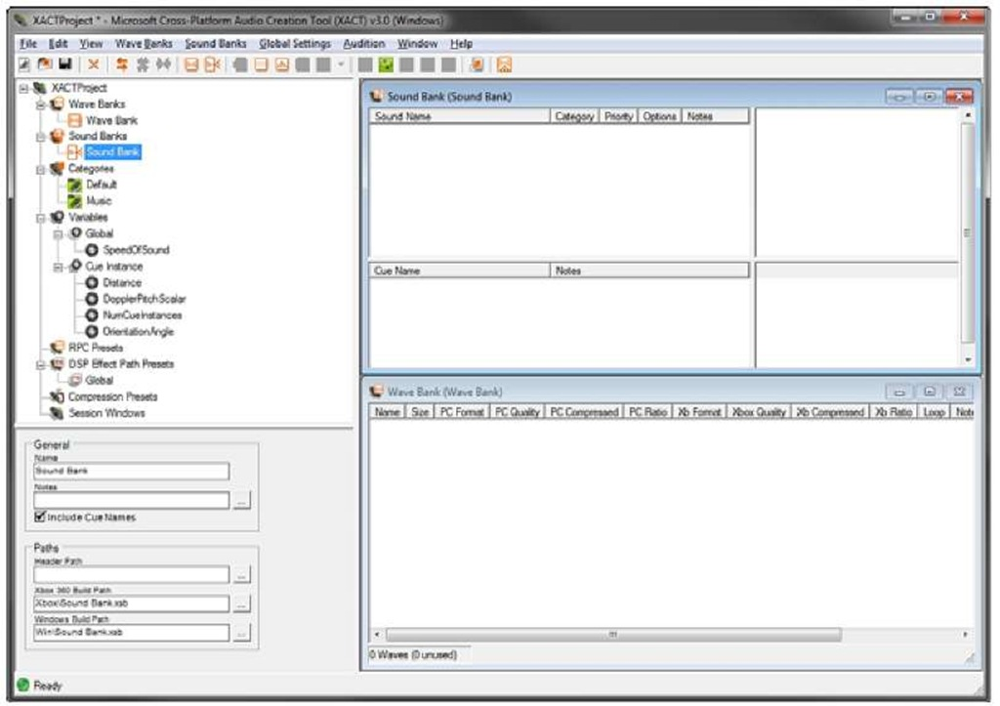 XACTProject * - Microsoft Cross-Platform Audio Creation Tool (XACT) v3.0 (Windows)
File Edit View Wave Banks Sound Banks Global Settings Audition Window Help
XACTProject
Wave Banks
Wave Bank
Sound Banks
Sound Bank
Categories
Default
Music
Variables
Global
SpeedOfSound
Cue Instance
Distance
DopplerPitchScalar
NumCueInstances
OrientationAngle
RPC Presets
DSP Effect Path Presets
Global
Compression Presets
Session Windows
General
Name
Sound Bank
Notes
...
Include Cue Names
Paths
Header Path
...
Xbox 360 Build Path
Xbox\Sound Bank.xsb
...
Windows Build Path
Win\Sound Bank.xsb
...
Sound Bank (Sound Bank)
Sound Name Category Priority Options Notes
Cue Name Notes
Wave Bank (Wave Bank)
Name Size PC Format PC Quality PC Compressed PC Ratio Xb Format Xbox Quality Xb Compressed Xb Ratio Loop Note
0 Waves (0 unused)
Ready